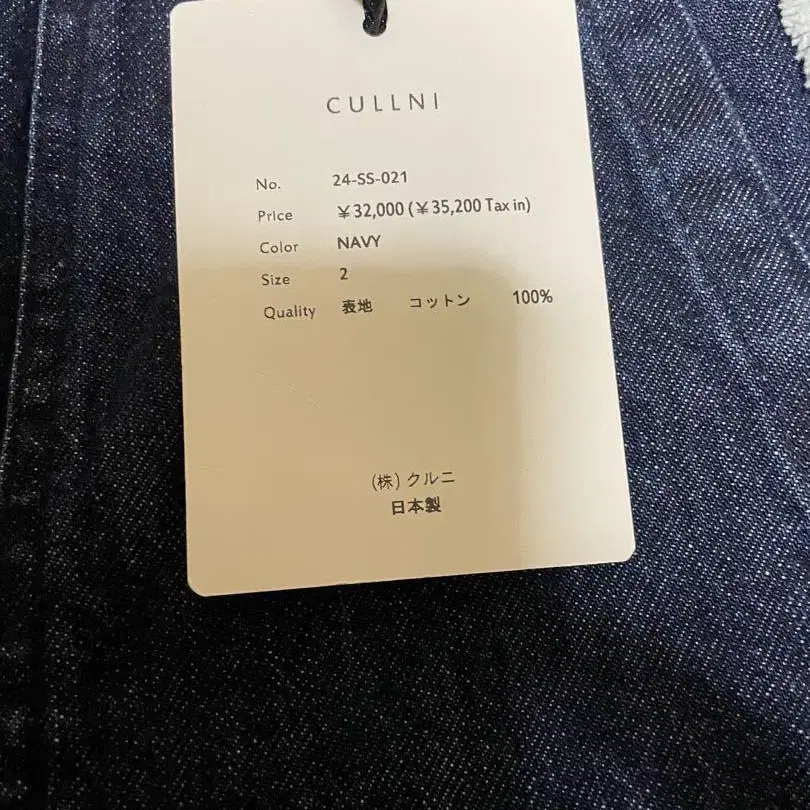 CULLNI
No. 24-SS-021
Price ¥32,000 (¥35,200 Tax in)
Color NAVY
Size 2
Quality 表地 コットン 100%
(株) クルニ
日本製